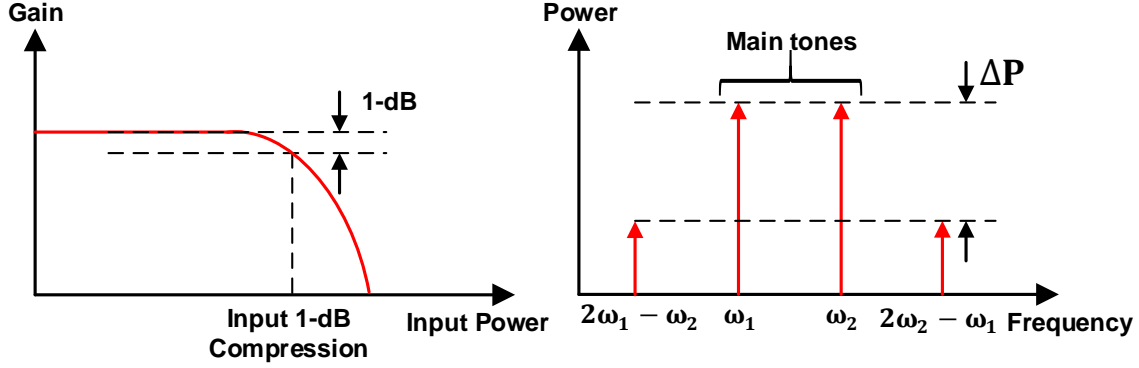 Gain
1-dB
Input 1-dB
Compression
Input Power
Power
Main tones
ΔP
2ω₁ − ω₂
ω₁
ω₂
2ω₂ − ω₁
Frequency